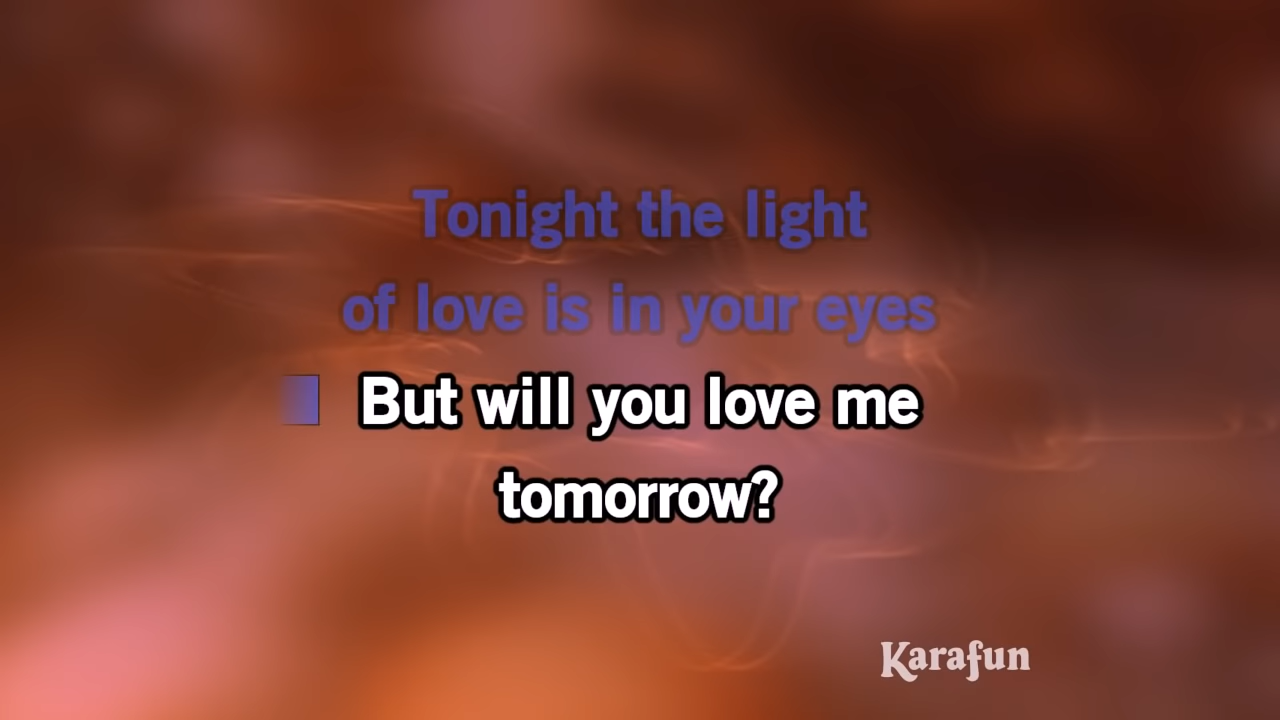 Tonight the light
of love is in your eyes
But will you love me
tomorrow?
Karafun